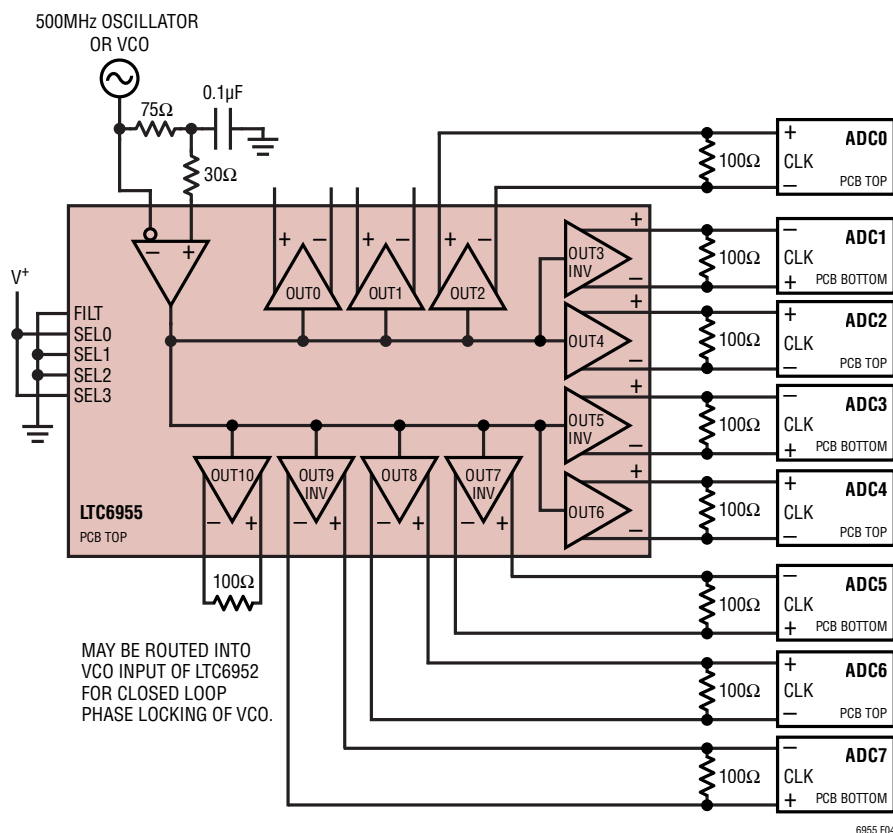 500MHz OSCILLATOR
OR VCO
75Ω
0.1µF
30Ω
V+
FILT
SEL0
SEL1
SEL2
SEL3
− +
+ −
OUT0
+ −
OUT1
+ −
OUT2
OUT3
INV
+
−
OUT4
+
−
OUT5
INV
+
−
OUT6
+
−
OUT10
− +
OUT9
INV
− +
OUT8
− +
OUT7
INV
− +
LTC6955
PCB TOP
100Ω
MAY BE ROUTED INTO
VCO INPUT OF LTC6952
FOR CLOSED LOOP
PHASE LOCKING OF VCO.
100Ω
+ ADC0
CLK
− PCB TOP
100Ω
− ADC1
CLK
+ PCB BOTTOM
100Ω
+ ADC2
CLK
− PCB TOP
100Ω
− ADC3
CLK
+ PCB BOTTOM
100Ω
+ ADC4
CLK
− PCB TOP
100Ω
− ADC5
CLK
+ PCB BOTTOM
100Ω
+ ADC6
CLK
− PCB TOP
100Ω
− ADC7
CLK
+ PCB BOTTOM